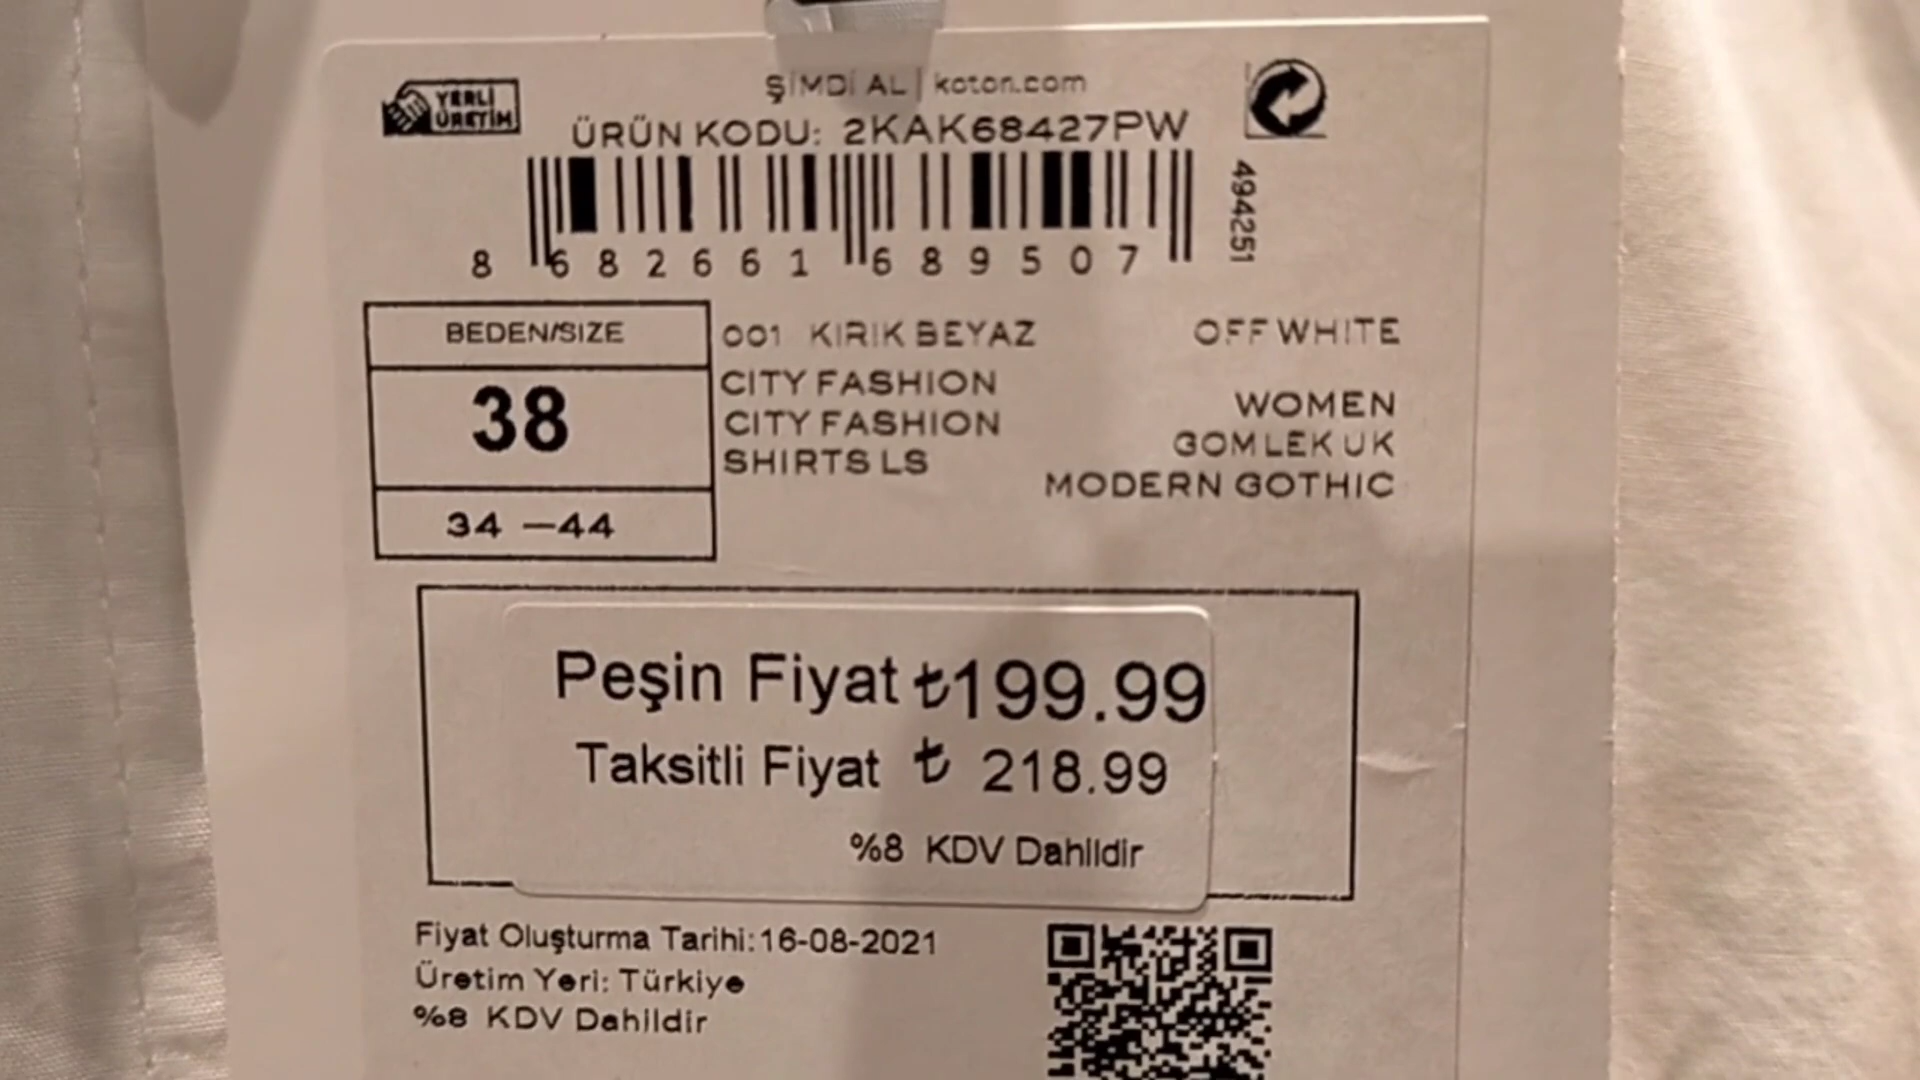 YERLİ
ÜRETİM
ŞİMDİ AL | koton.com
ÜRÜN KODU: 2KAK68427PW
494251
8 682661 689507
BEDEN/SIZE
38
34 —44
001 KIRIK BEYAZ OFF WHITE
CITY FASHION
CITY FASHION
SHIRTS LS
WOMEN
GOMLEK UK
MODERN GOTHIC
Peşin Fiyat ₺199.99
Taksitli Fiyat ₺ 218.99
%8 KDV Dahildir
Fiyat Oluşturma Tarihi:16-08-2021
Üretim Yeri: Türkiye
%8 KDV Dahildir